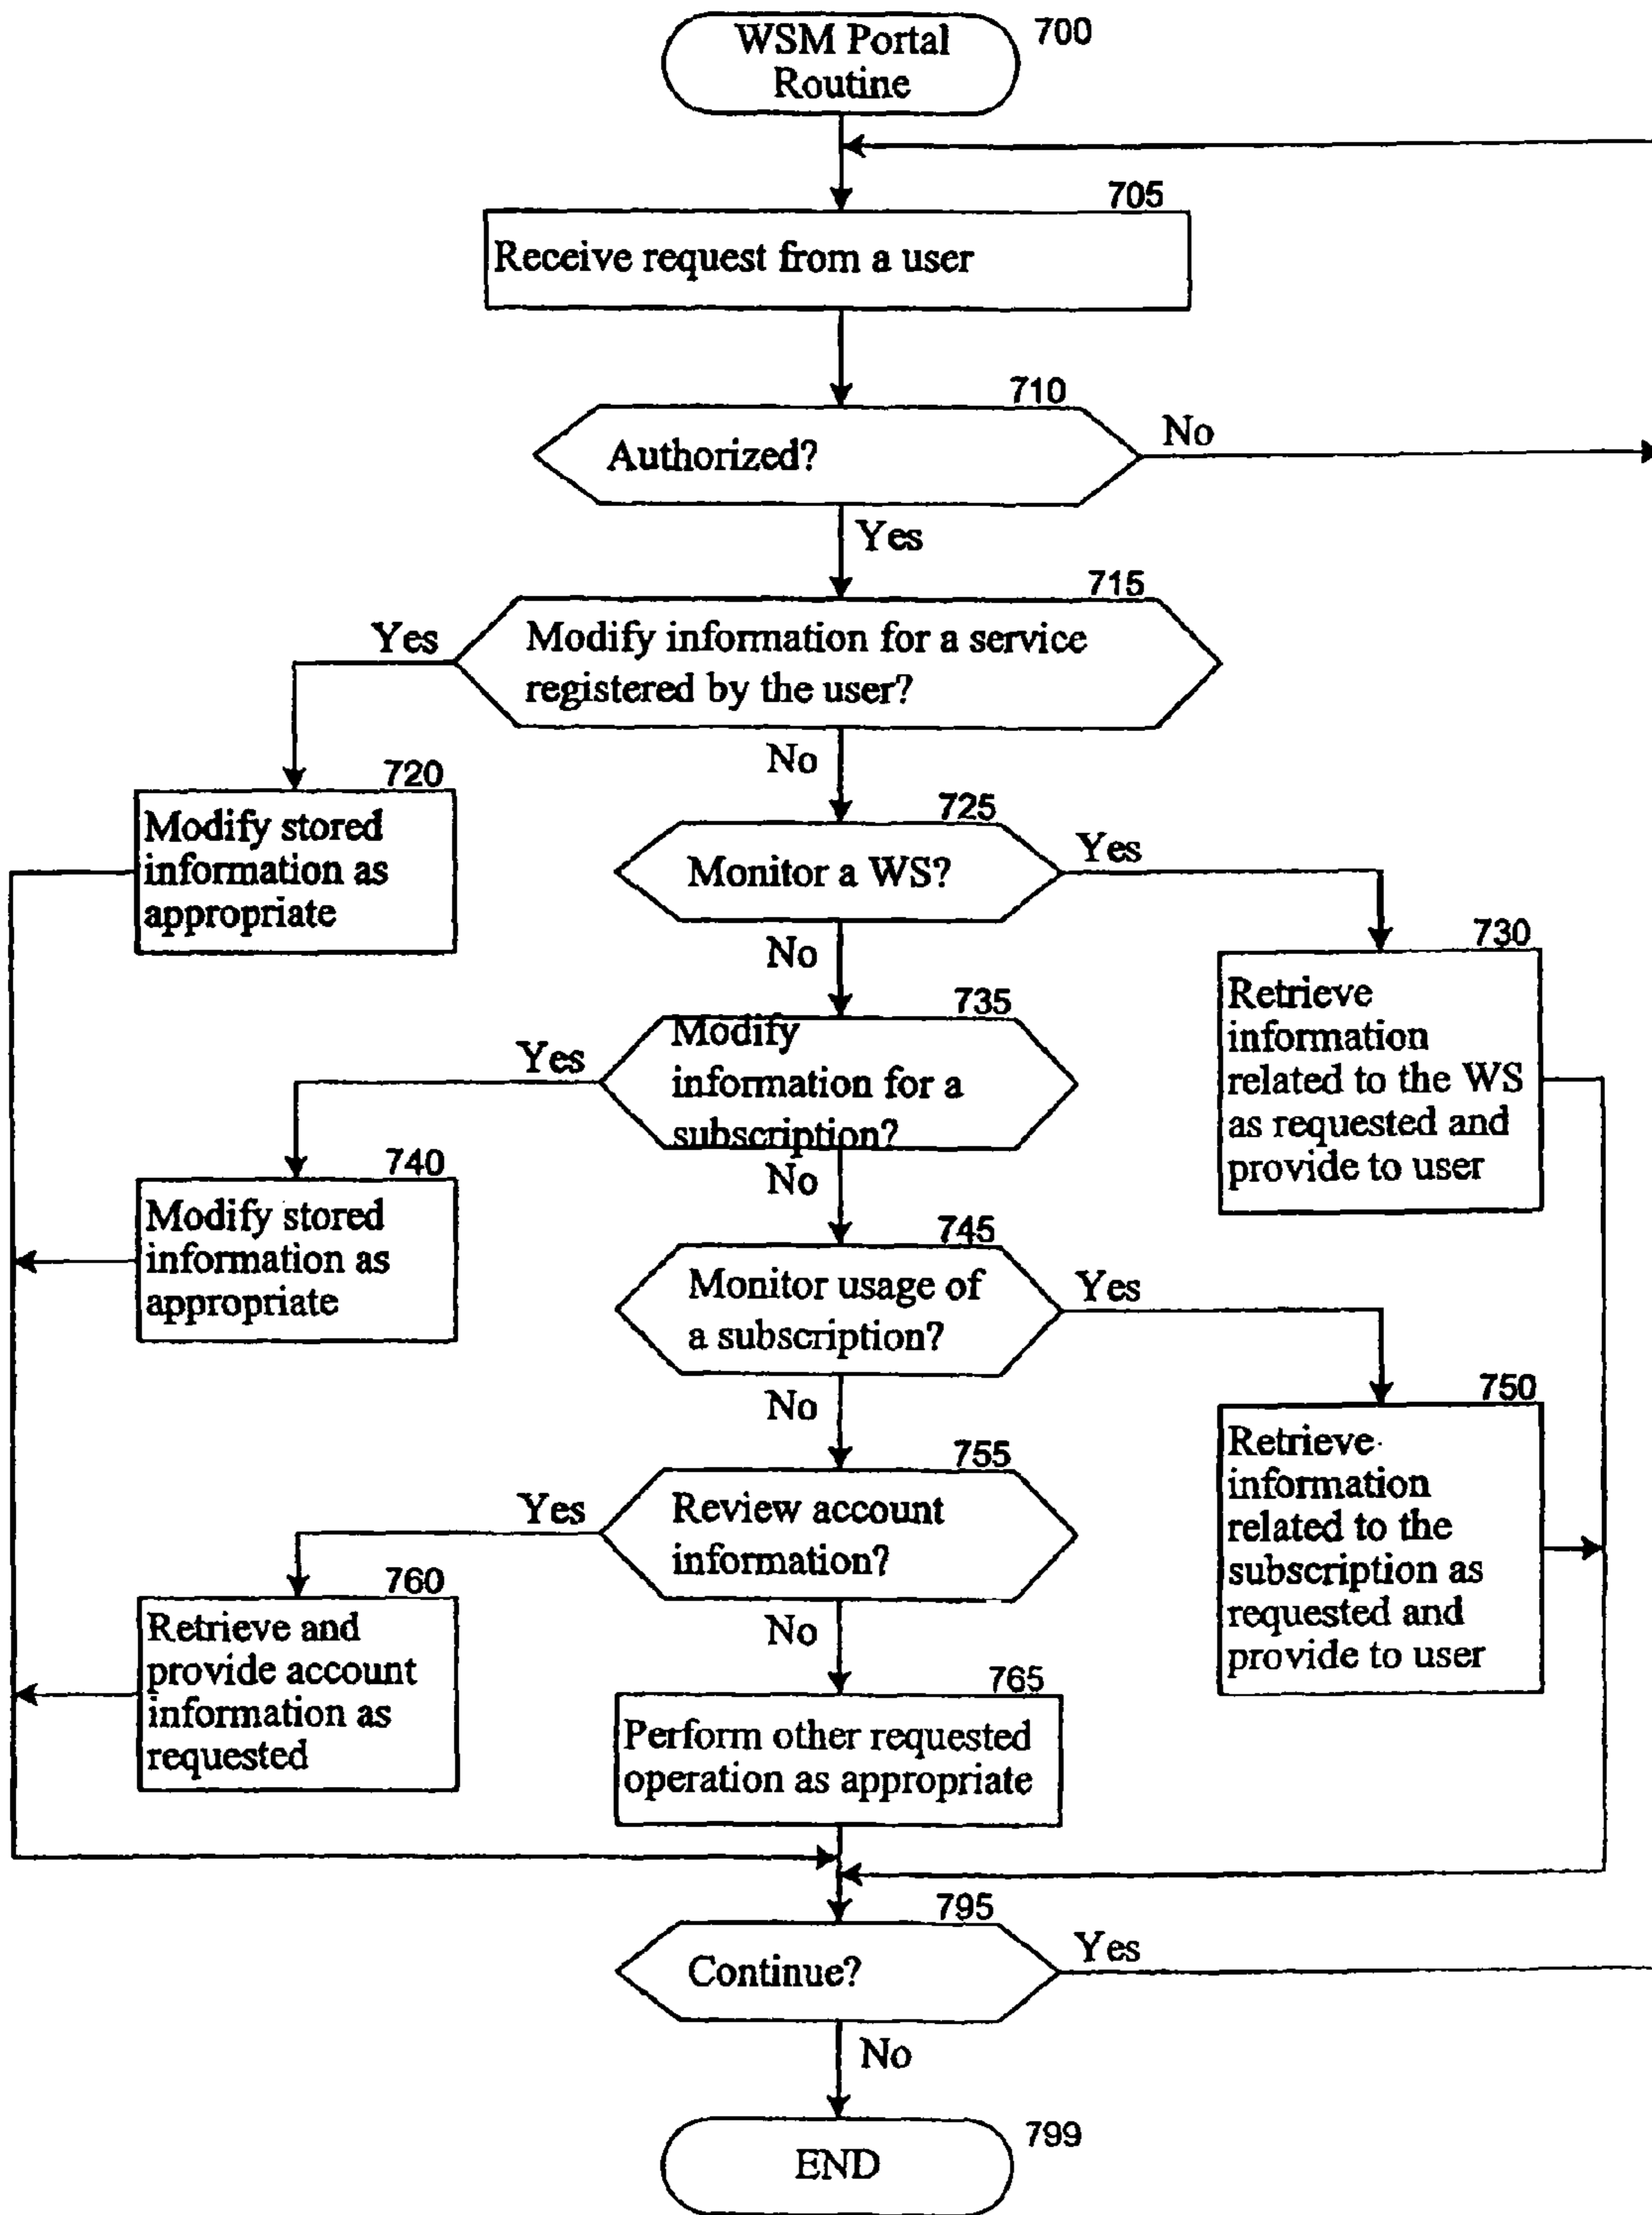 WSM Portal
Routine
700
705
Receive request from a user
710
Authorized?
No
Yes
715
Modify information for a service
registered by the user?
Yes
No
720
Modify stored
information as
appropriate
725
Monitor a WS?
Yes
No
730
Retrieve
information
related to the WS
as requested and
provide to user
735
Modify
information for a
subscription?
Yes
No
740
Modify stored
information as
appropriate
745
Monitor usage of
a subscription?
Yes
No
750
Retrieve
information
related to the
subscription as
requested and
provide to user
755
Review account
information?
Yes
No
760
Retrieve and
provide account
information as
requested
765
Perform other requested
operation as appropriate
795
Continue?
Yes
No
END
799